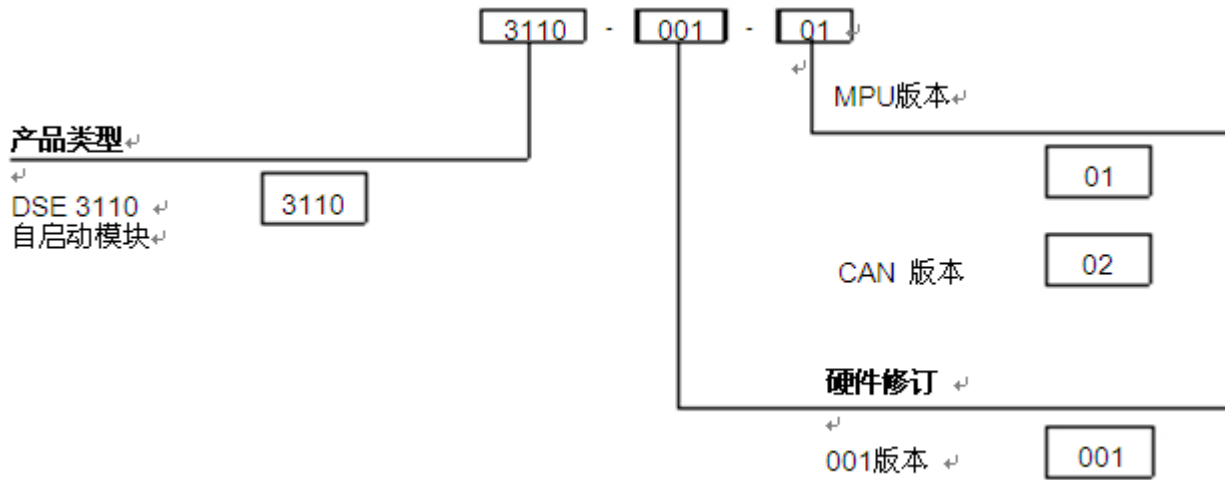 3110 - 001 - 01
MPU版本
产品类型
01
DSE 3110
3110
自启动模块
CAN 版本
02
硬件修订
001版本
001